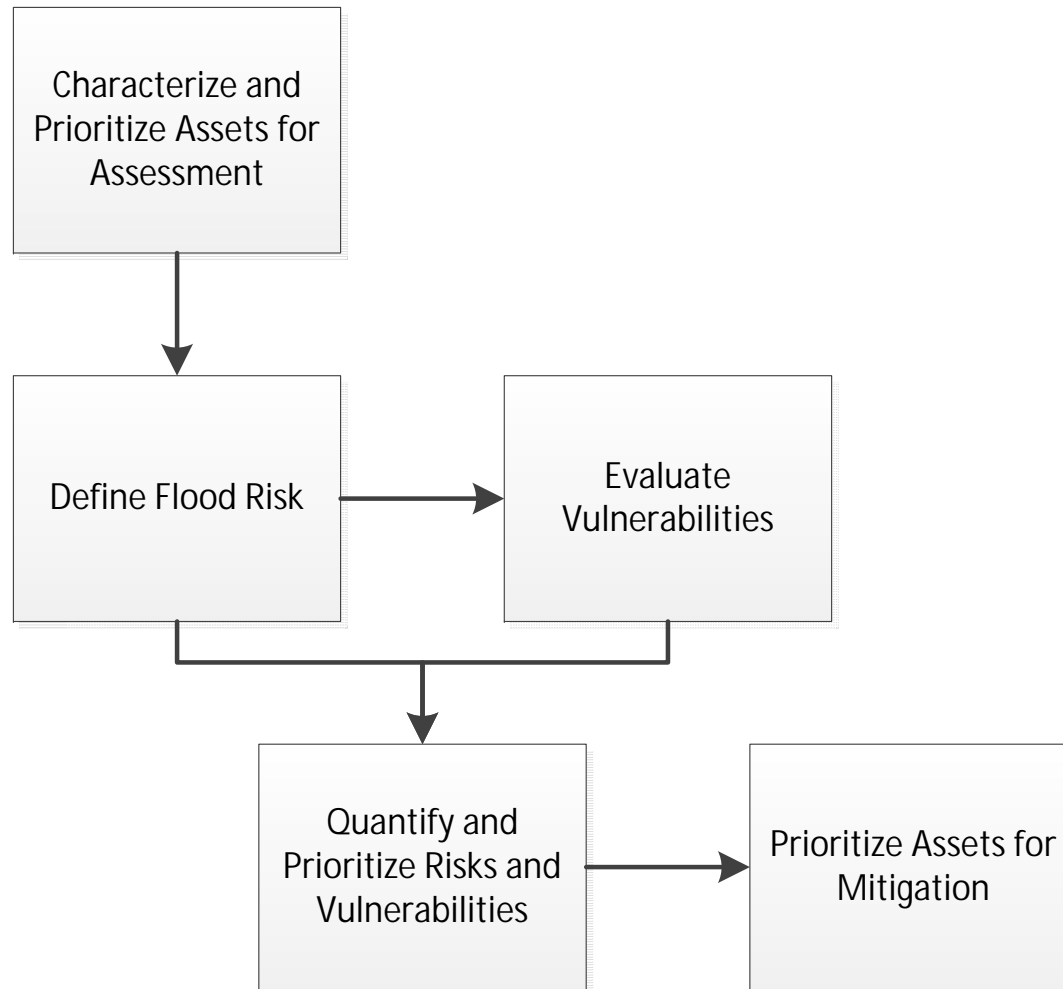 Characterize and
Prioritize Assets for
Assessment
Define Flood Risk
Evaluate
Vulnerabilities
Quantify and
Prioritize Risks and
Vulnerabilities
Prioritize Assets for
Mitigation